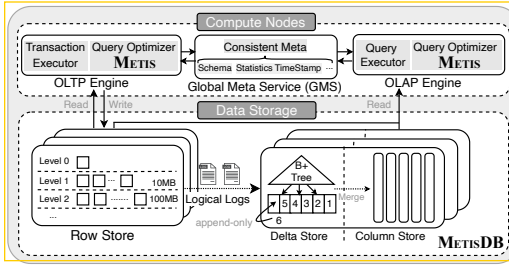 Compute Nodes
Transaction Executor
Query Optimizer
METIS
OLTP Engine
Consistent Meta
Schema Statistics TimeStamp ...
Global Meta Service (GMS)
Query Executor
Query Optimizer
METIS
OLAP Engine
Read
Write
Read
Data Storage
Level 0
Level 1
...
10MB
Level 2
......
100MB
...
Row Store
Logical Logs
append-only
B+ Tree
5 4 3 2 1
6
Delta Store
Merge
Column Store
METISDB